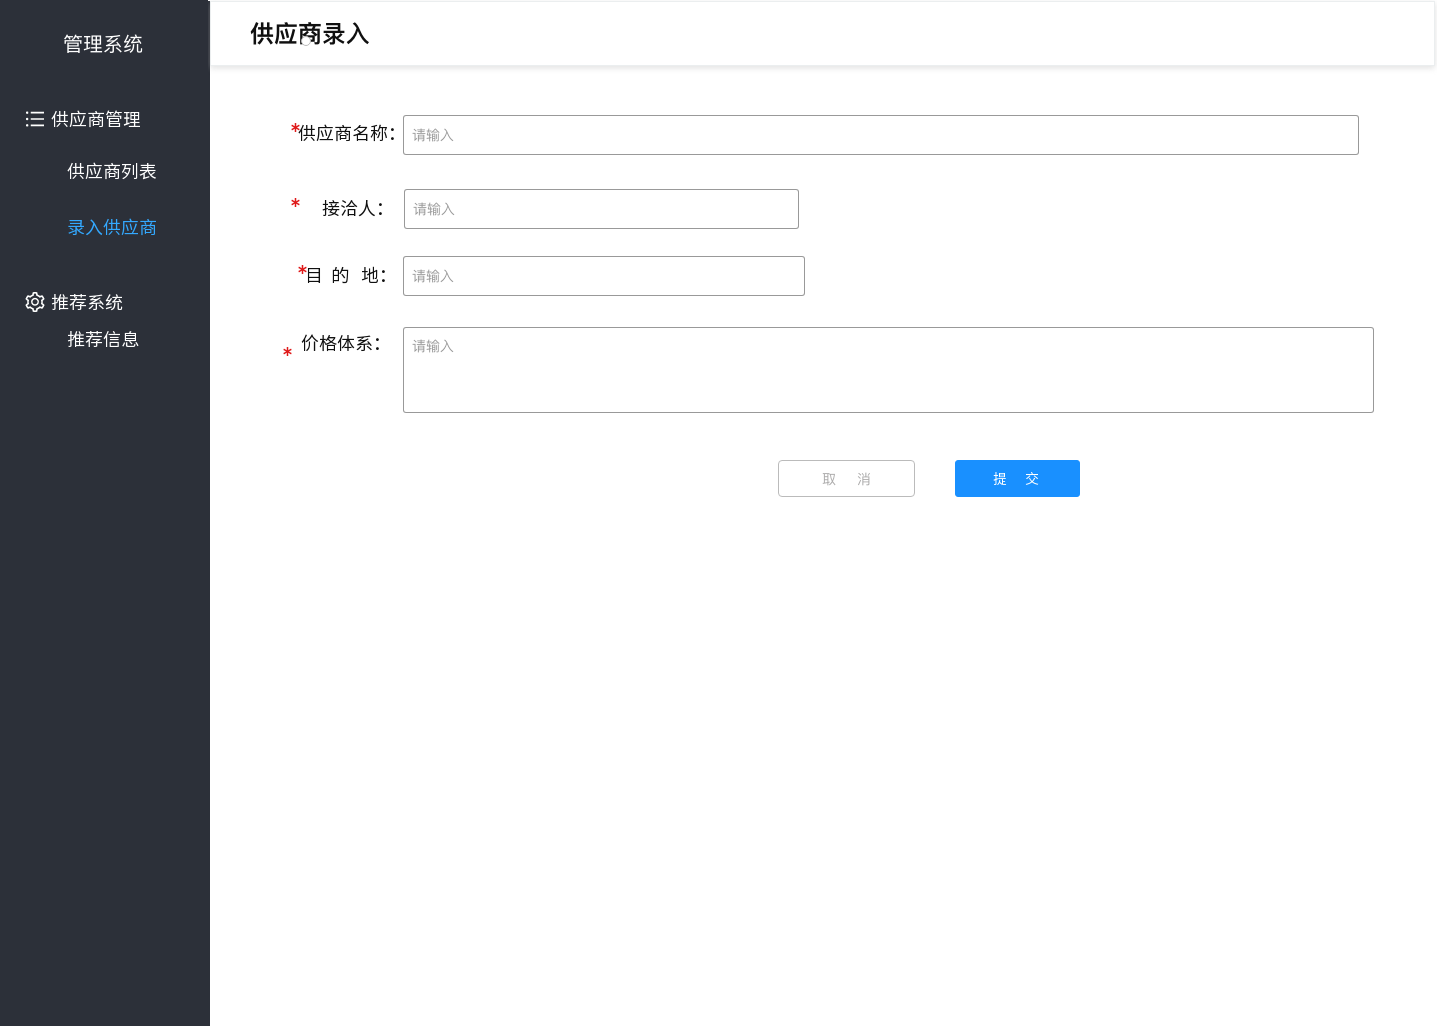 管理系统
供应商管理
供应商列表
录入供应商
推荐系统
推荐信息
供应商录入
*供应商名称： 请输入
* 接洽人： 请输入
*目 的 地： 请输入
* 价格体系： 请输入
取 消
提 交